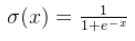 σ(x) = 1/(1+e^{-x})